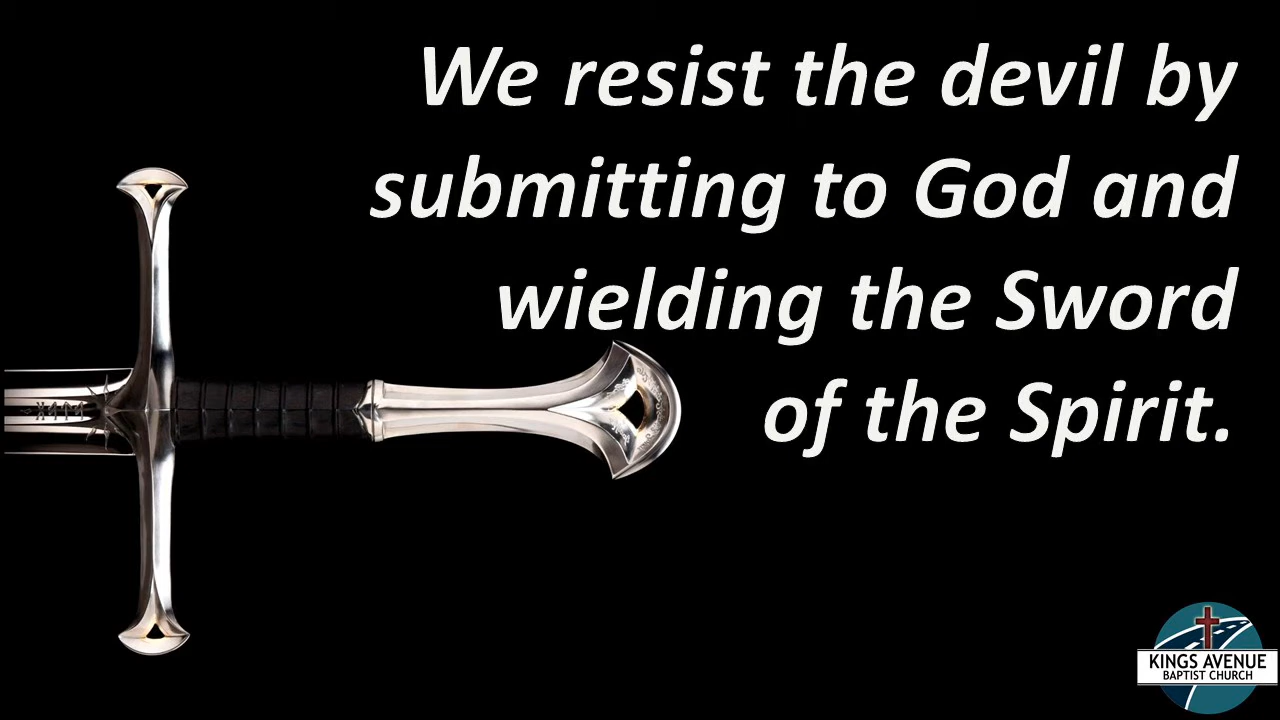 We resist the devil by
submitting to God and
wielding the Sword
of the Spirit.
KINGS AVENUE
BAPTIST CHURCH